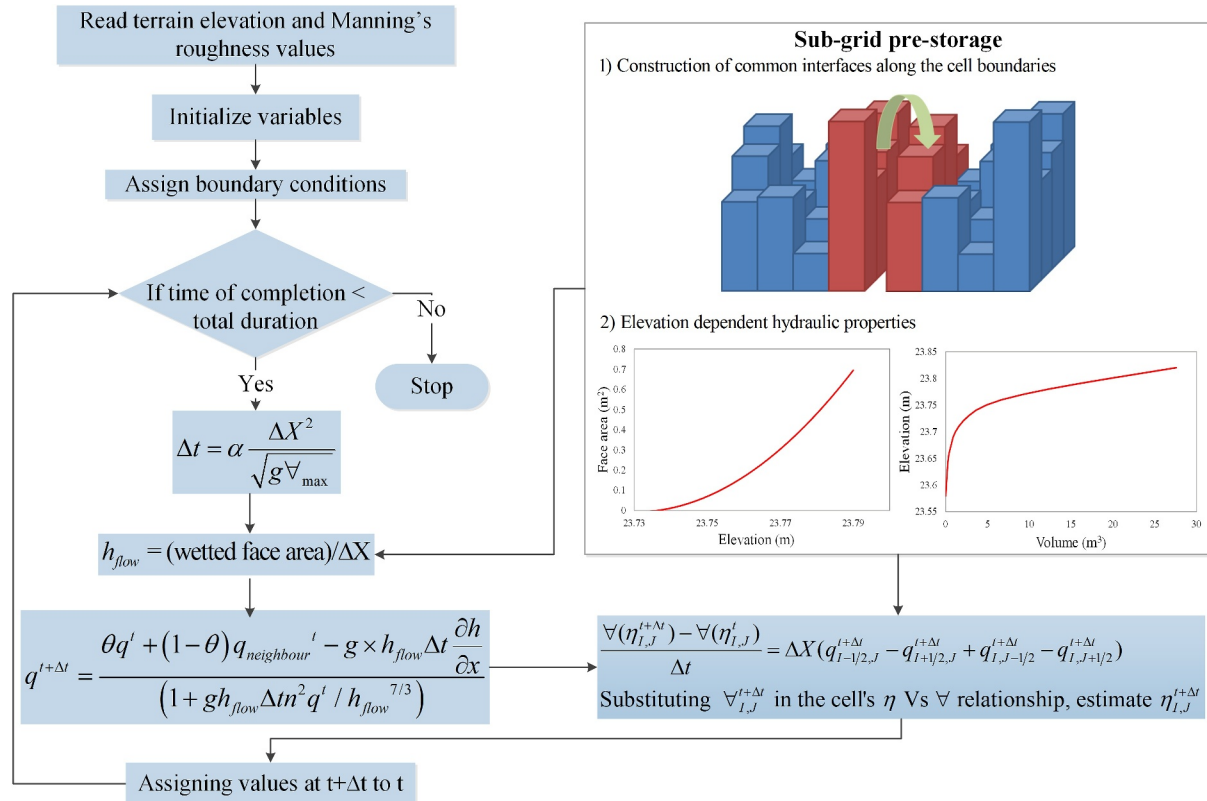 Read terrain elevation and Manning's
roughness values
Initialize variables
Assign boundary conditions
If time of completion <
total duration
No
Stop
Yes
Δt = α ΔX² / √(g∀max)
h_flow = (wetted face area)/ΔX
q^(t+Δt) = (θq^t + (1−θ) q_neighbour^t − g × h_flow Δt ∂h/∂x) / (1 + gh_flow Δtn² q^t / h_flow^(7/3))
Assigning values at t+Δt to t
Sub-grid pre-storage
1) Construction of common interfaces along the cell boundaries
2) Elevation dependent hydraulic properties
Face area (m²)
0.8
0.7
0.6
0.5
0.4
0.3
0.2
0.1
0
23.73
23.75
23.77
23.79
Elevation (m)
Elevation (m)
23.85
23.8
23.75
23.7
23.65
23.6
23.55
0
5
10
15
20
25
30
Volume (m³)
(∀(η_(I,J)^(t+Δt)) − ∀(η_(I,J)^t)) / Δt = ΔX(q_(I−1/2,J)^(t+Δt) − q_(I+1/2,J)^(t+Δt) + q_(I,J−1/2)^(t+Δt) − q_(I,J+1/2)^(t+Δt))
Substituting ∀_(I,J)^(t+Δt) in the cell's η Vs ∀ relationship, estimate η_(I,J)^(t+Δt)